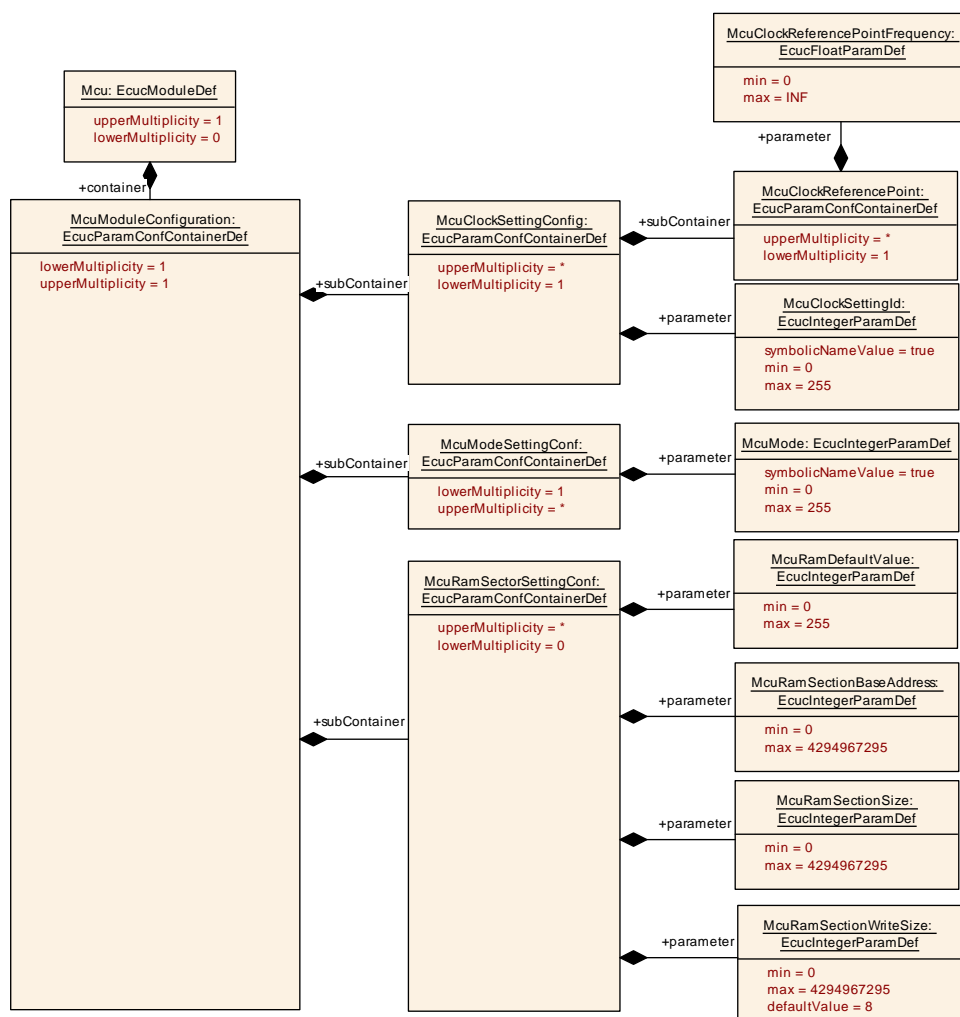 McuClockReferencePointFrequency:
EcucFloatParamDef
min = 0
max = INF
Mcu: EcucModuleDef
upperMultiplicity = 1
lowerMultiplicity = 0
+parameter
+container
McuModuleConfiguration:
EcucParamConfContainerDef
lowerMultiplicity = 1
upperMultiplicity = 1
+subContainer
McuClockSettingConfig:
EcucParamConfContainerDef
upperMultiplicity = *
lowerMultiplicity = 1
+subContainer
McuClockReferencePoint:
EcucParamConfContainerDef
upperMultiplicity = *
lowerMultiplicity = 1
+parameter
McuClockSettingId:
EcucIntegerParamDef
symbolicNameValue = true
min = 0
max = 255
+subContainer
McuModeSettingConf:
EcucParamConfContainerDef
lowerMultiplicity = 1
upperMultiplicity = *
+parameter
McuMode: EcucIntegerParamDef
symbolicNameValue = true
min = 0
max = 255
+subContainer
McuRamSectorSettingConf:
EcucParamConfContainerDef
upperMultiplicity = *
lowerMultiplicity = 0
+parameter
McuRamDefaultValue:
EcucIntegerParamDef
min = 0
max = 255
+parameter
McuRamSectionBaseAddress:
EcucIntegerParamDef
min = 0
max = 4294967295
+parameter
McuRamSectionSize:
EcucIntegerParamDef
min = 0
max = 4294967295
+parameter
McuRamSectionWriteSize:
EcucIntegerParamDef
min = 0
max = 4294967295
defaultValue = 8